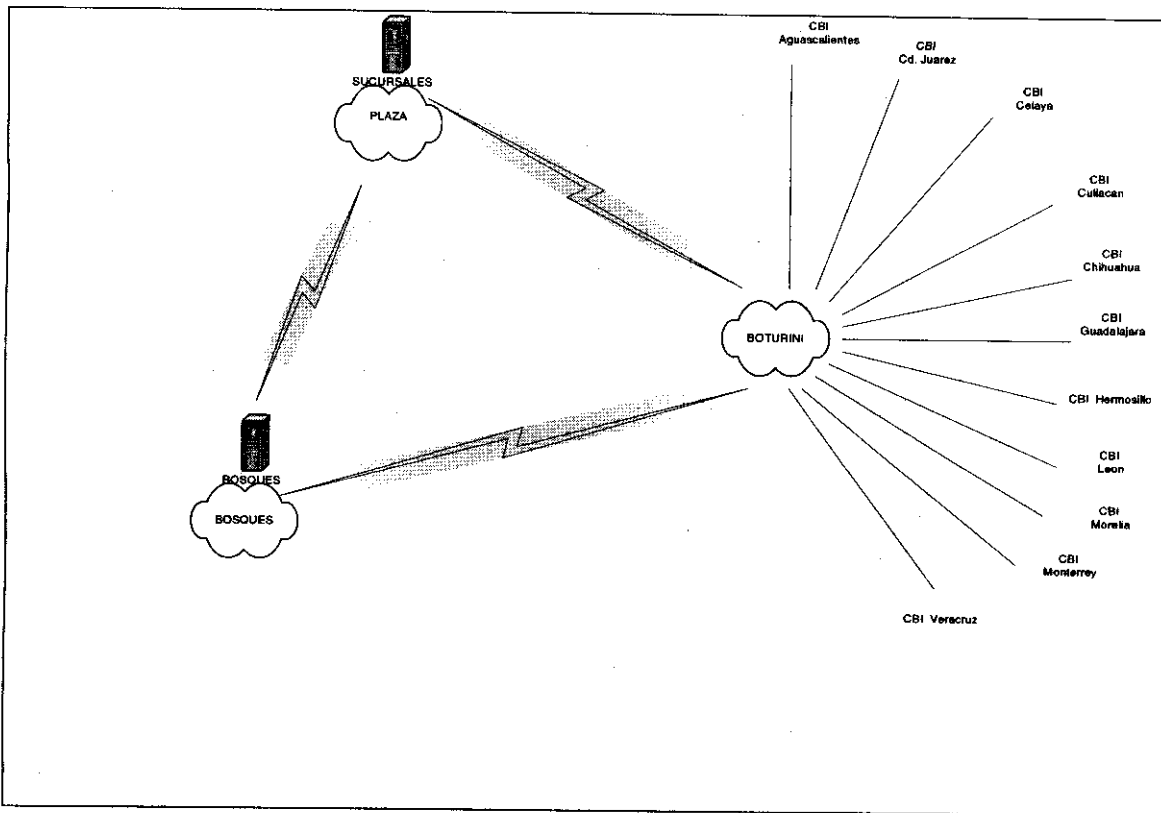 SUCURSALES
PLAZA
CBI
Aguascalientes
CBI
Cd. Juarez
CBI
Celaya
CBI
Culiacan
CBI
Chihuahua
CBI
Guadalajara
BOTURINI
CBI Hermosillo
CBI
Leon
CBI
Morelia
CBI
Monterrey
CBI Veracruz
BOSQUES
BOSQUES